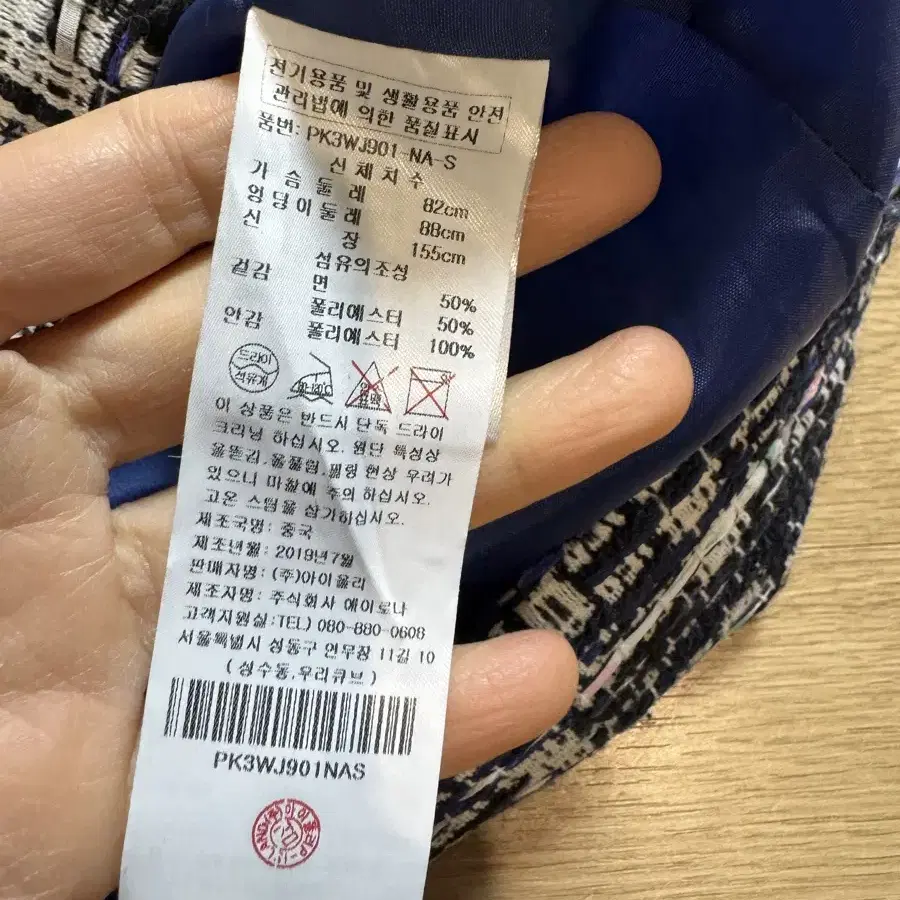 전기용품 및 생활용품 안전
관리법에 의한 품질표시
품번: PK3WJ901-NA-S
신체치수
가슴둘레 82cm
엉덩이둘레 88cm
신장 155cm
섬유의조성
겉감 면 50%
폴리에스터 50%
안감 폴리에스터 100%
드라이
석유계
80-120℃
이 상품은 반드시 단독 드라이
크리닝 하십시오. 원단 특성상
올뜯김, 올풀림, 필링 현상 우려가
있으니 마찰에 주의 하십시오.
고온 스팀을 삼가하십시오.
제조국명: 중국
제조년월: 2019년7월
판매자명: (주)아이올리
제조자명: 주식회사 에이로나
고객지원실:TEL) 080-880-0608
서울특별시 성동구 연무장 11길 10
(성수동,우리큐브)
PK3WJ901NAS